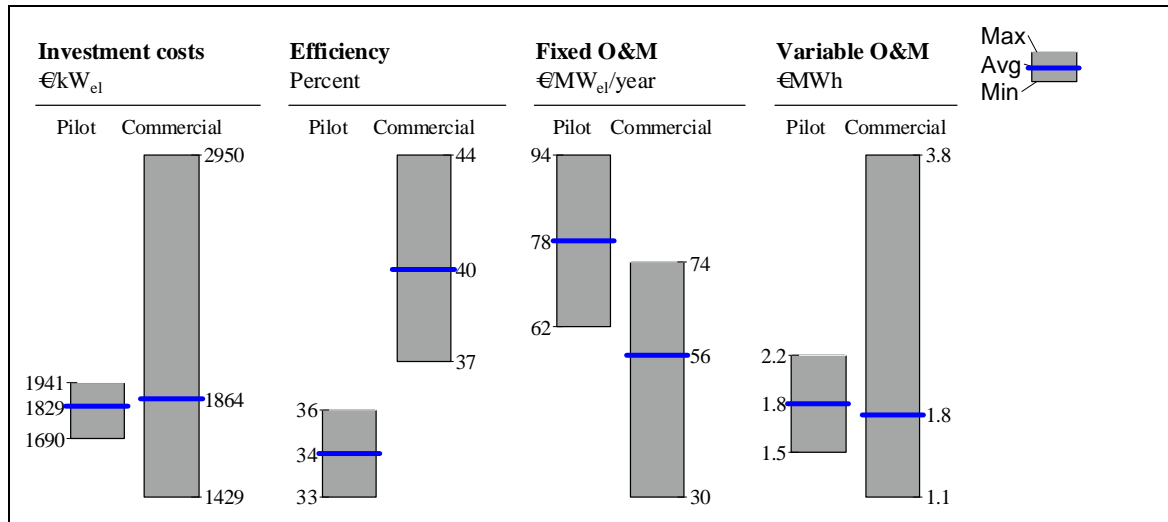 Investment costs Efficiency Fixed O&M Variable O&M Max
€/kWel Percent €/MWel/year €MWh Avg
Min
Pilot Commercial Pilot Commercial Pilot Commercial Pilot Commercial
2950 44 94 3.8
78 40 74
62 37 56 2.2
1941 1864 36 1.8 1.8
1829 34 1.5
1690 33 30 1.1
1429